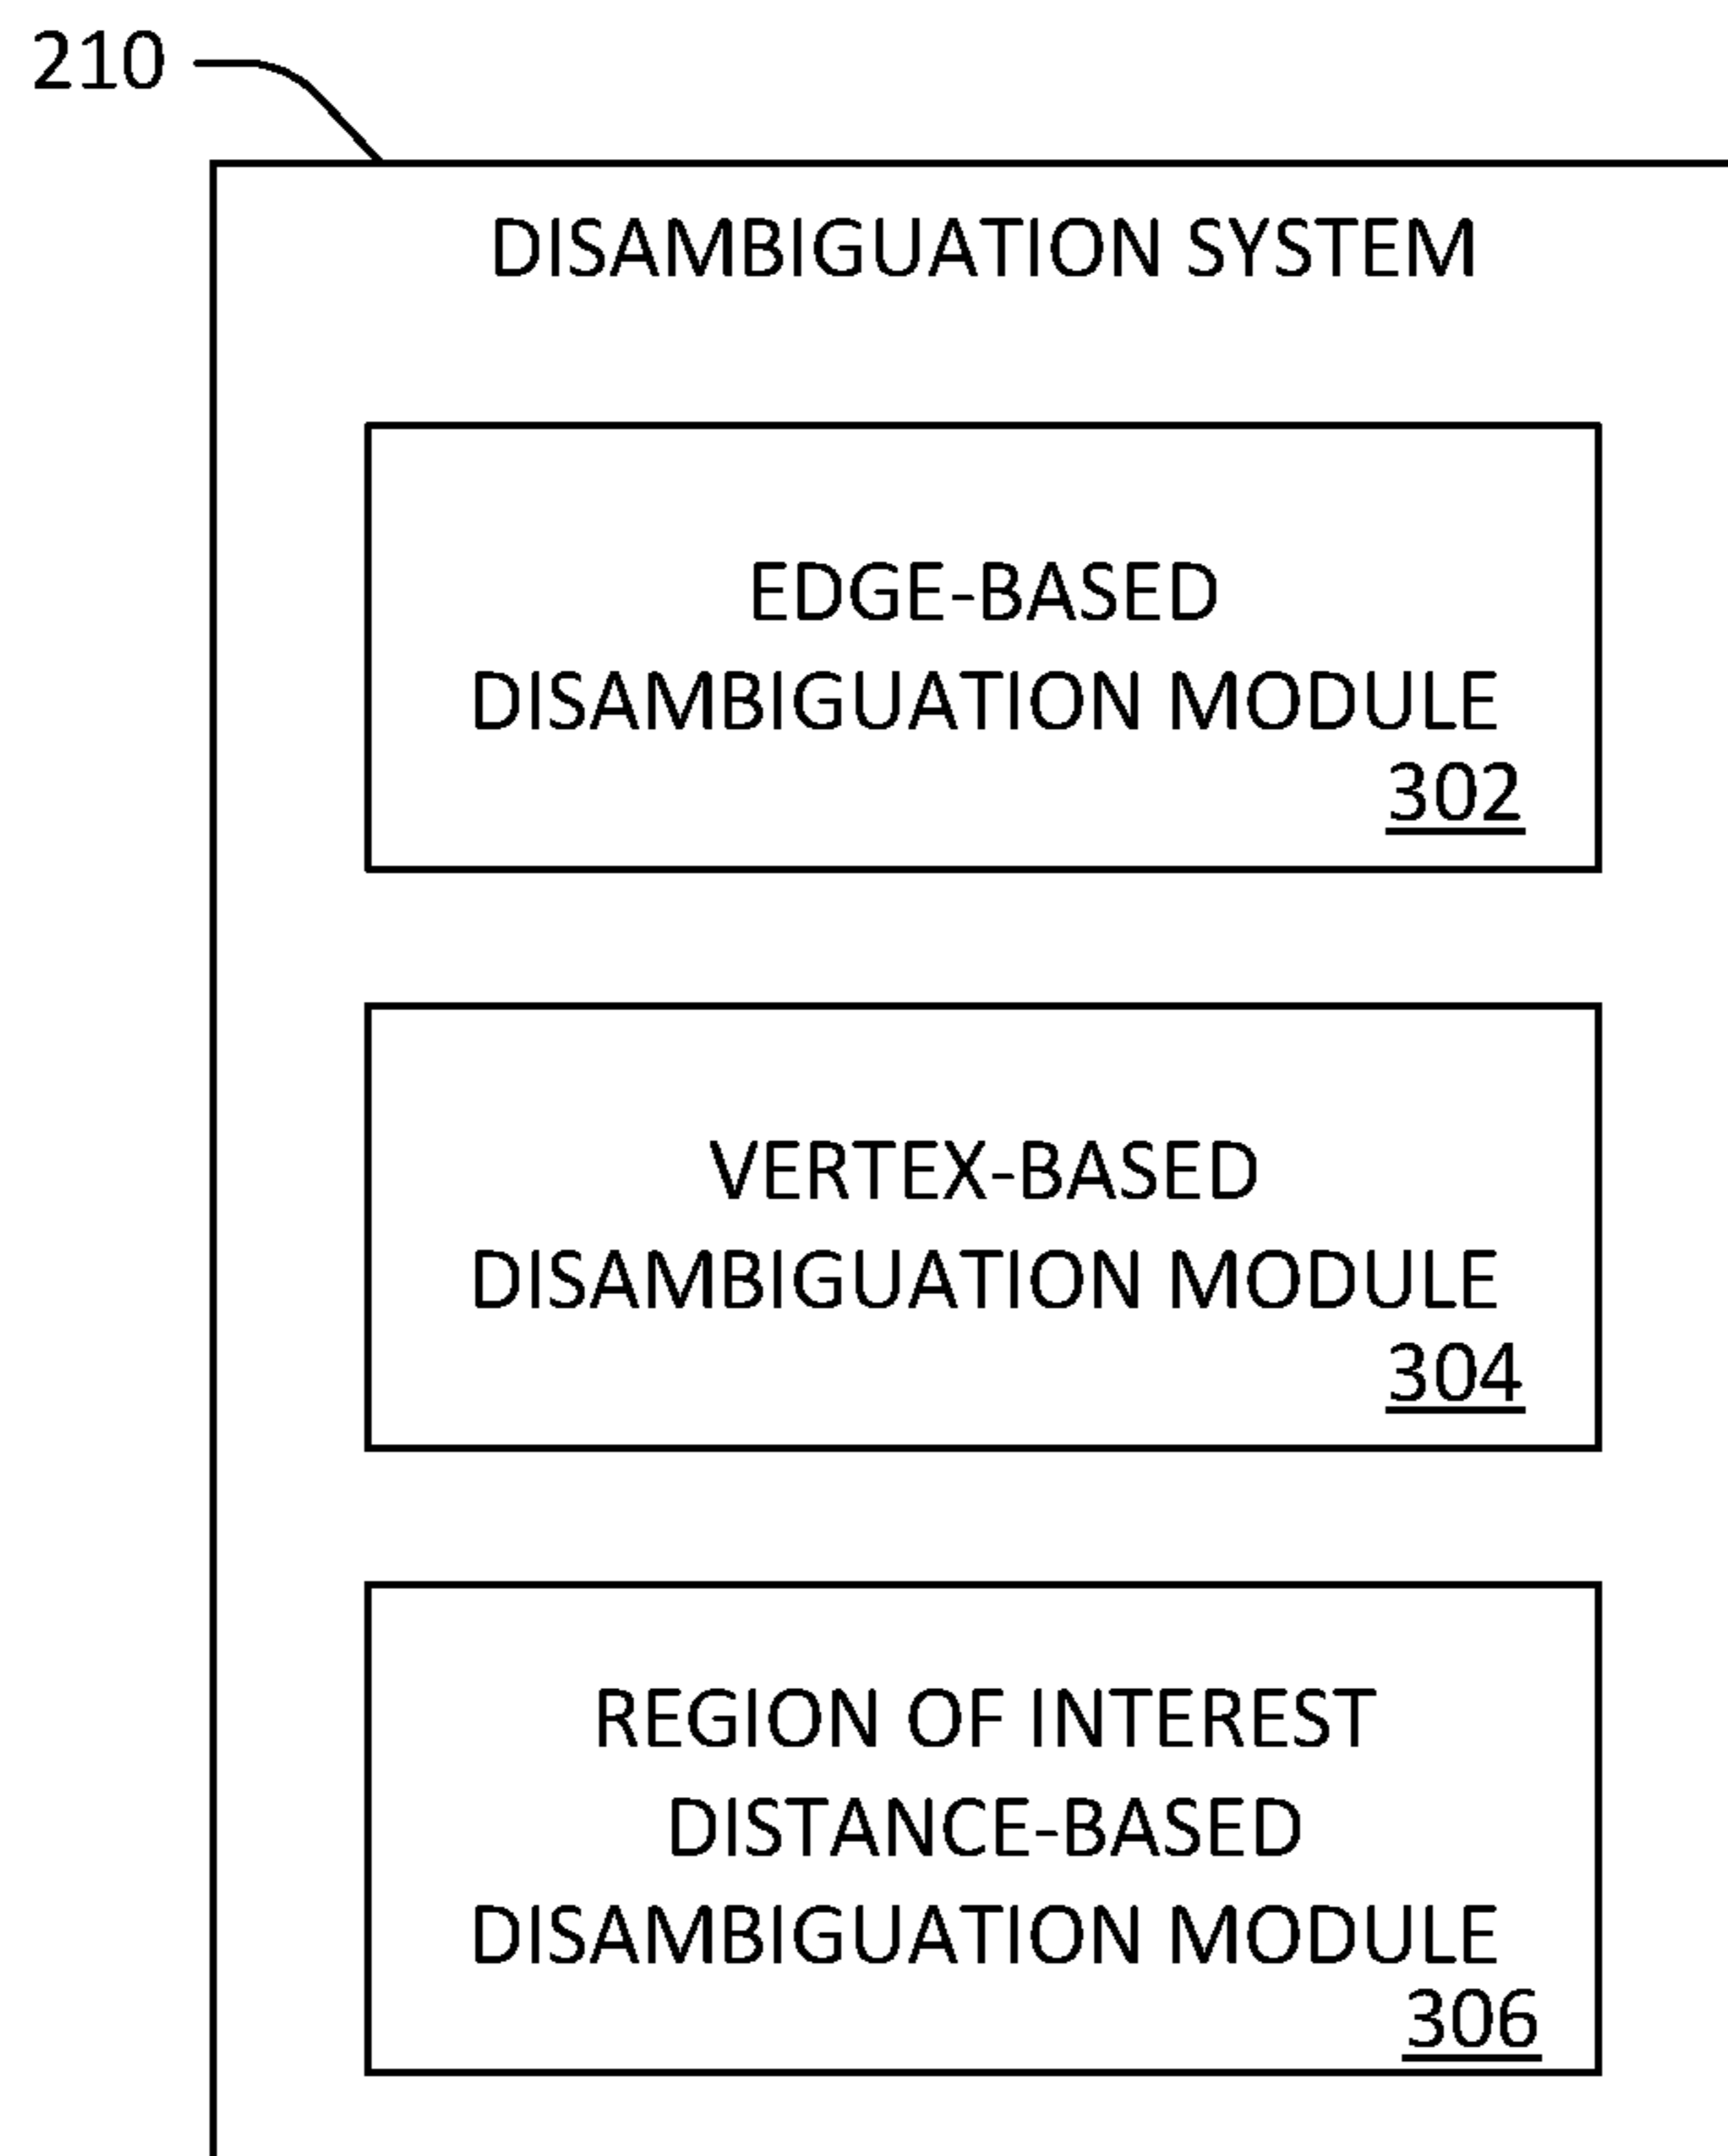 210
DISAMBIGUATION SYSTEM
EDGE-BASED
DISAMBIGUATION MODULE
302
VERTEX-BASED
DISAMBIGUATION MODULE
304
REGION OF INTEREST
DISTANCE-BASED
DISAMBIGUATION MODULE
306